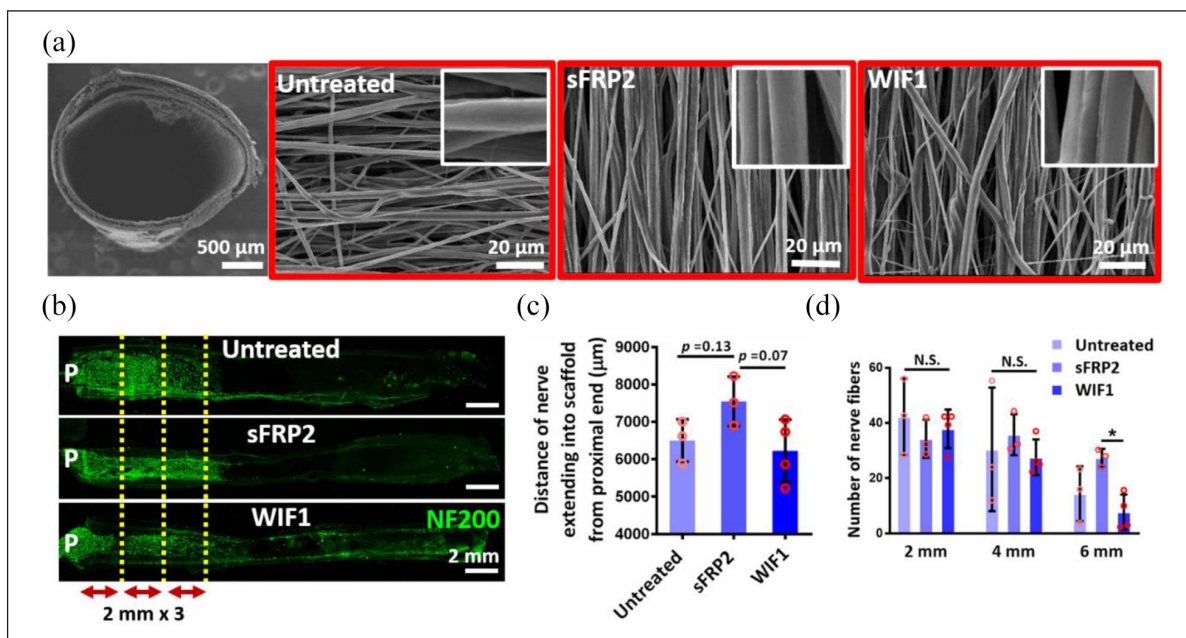 (a)
Untreated
sFRP2
WIF1
500 µm
20 µm
20 µm
20 µm
(b)
P
Untreated
sFRP2
P
WIF1
NF200
2 mm
2 mm x 3
(c)
Distance of nerve
extending into scaffold
from proximal end (µm)
9000
8000
7000
6000
5000
4000
p =0.13
p =0.07
Untreated
sFRP2
WIF1
(d)
Untreated
sFRP2
WIF1
Number of nerve fibers
60
40
20
0
N.S.
N.S.
*
2 mm
4 mm
6 mm